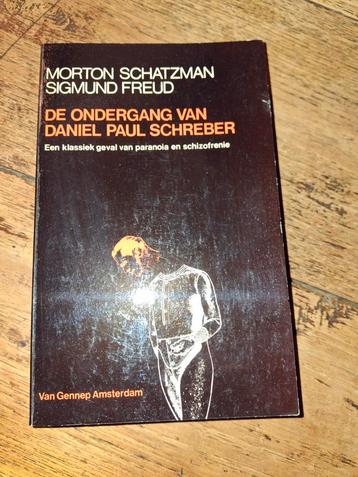 MORTON SCHATZMAN
SIGMUND FREUD
DE ONDERGANG VAN
DANIEL PAUL SCHREBER
Een klassiek geval van paranoia en schizofrenie
Van Gennep Amsterdam